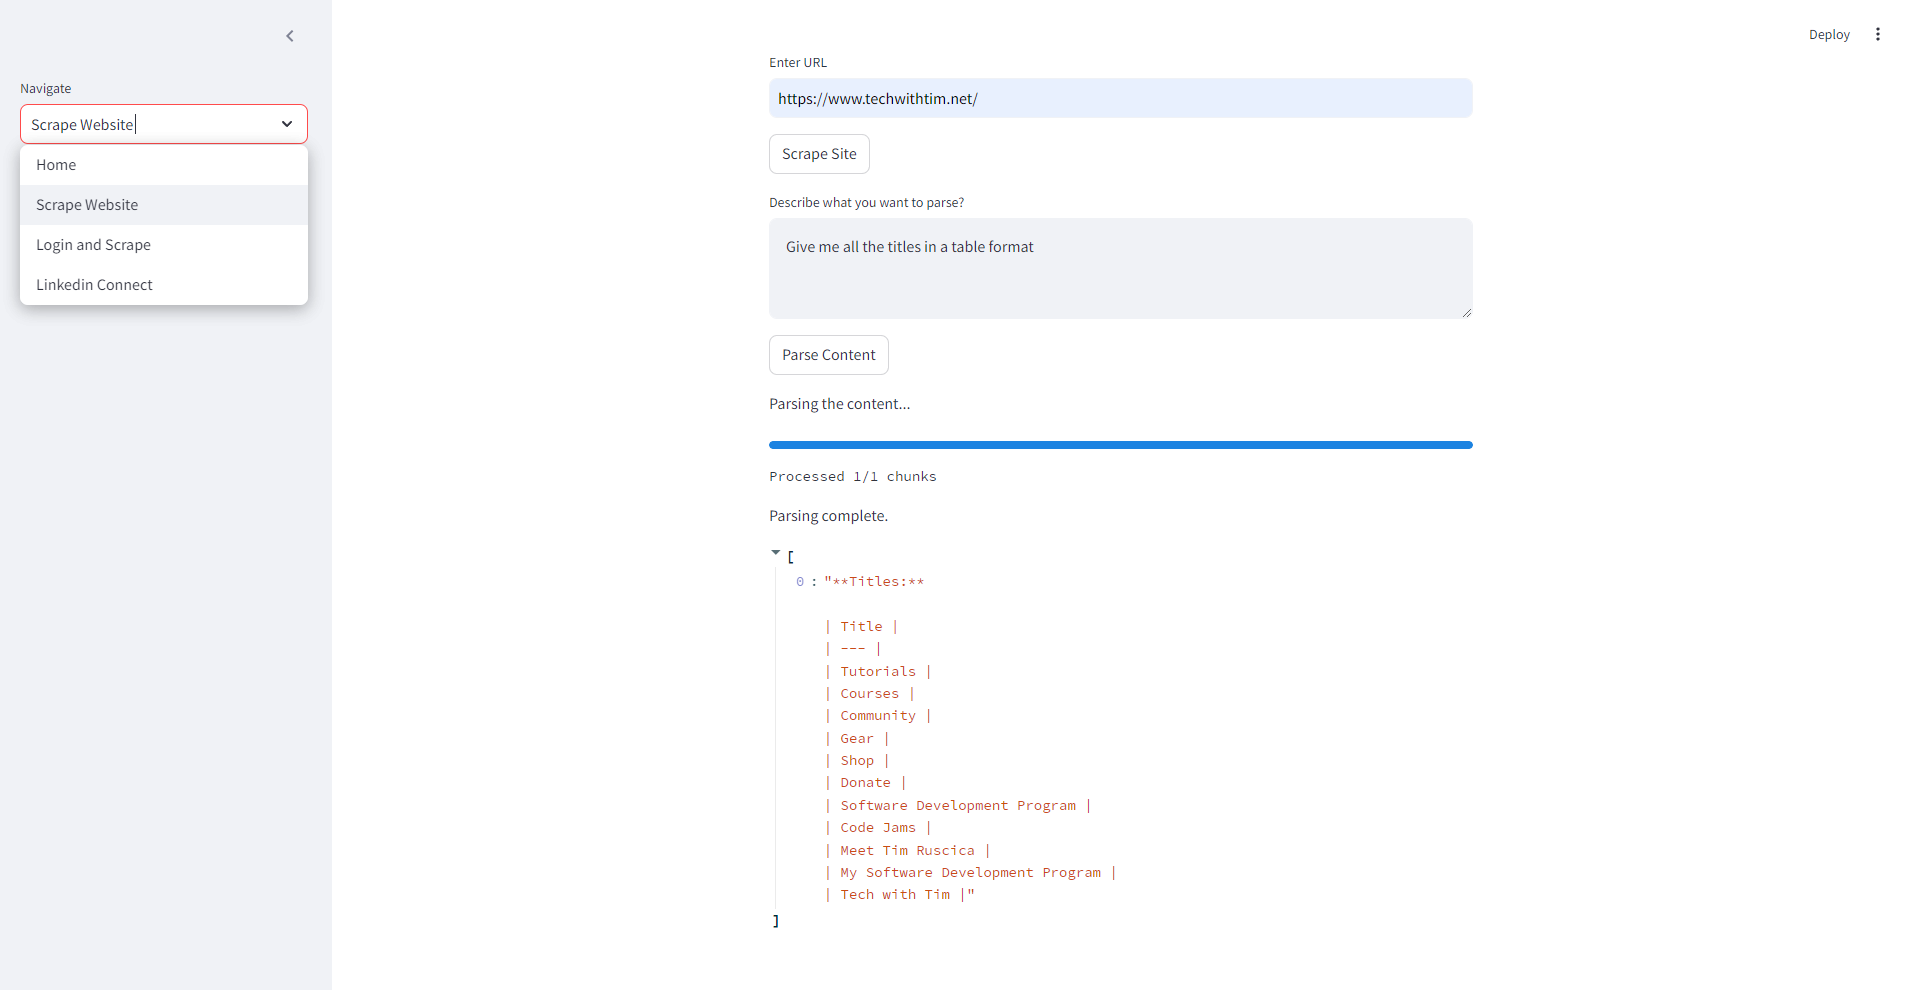 Deploy
Navigate
Scrape Website
Home
Scrape Website
Login and Scrape
Linkedin Connect
Enter URL
https://www.techwithtim.net/
Scrape Site
Describe what you want to parse?
Give me all the titles in a table format
Parse Content
Parsing the content...
Processed 1/1 chunks
Parsing complete.
[
0 : "**Titles:**
| Title |
| --- |
| Tutorials |
| Courses |
| Community |
| Gear |
| Shop |
| Donate |
| Software Development Program |
| Code Jams |
| Meet Tim Ruscica |
| My Software Development Program |
| Tech with Tim |"
]